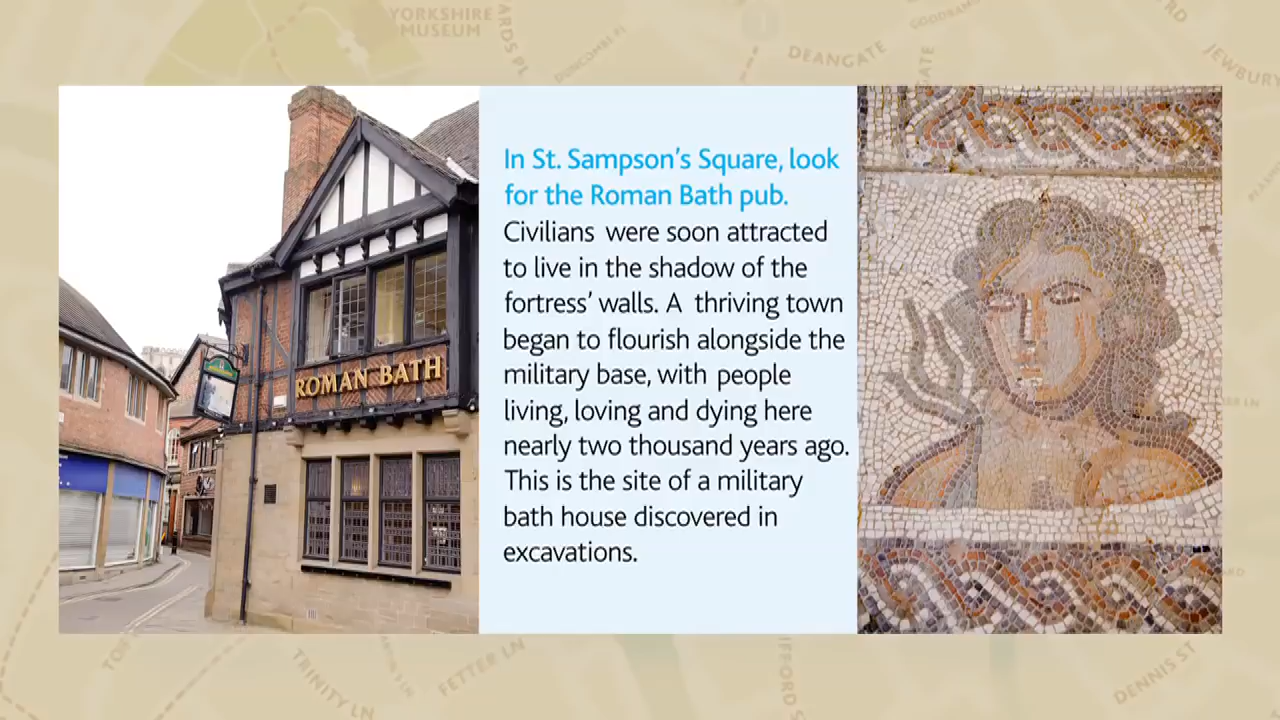 YORKSHIRE
MUSEUM
DUNCOMBE PL
DEANGATE
JEWBURY
In St. Sampson's Square, look
for the Roman Bath pub.
Civilians were soon attracted
to live in the shadow of the
fortress' walls. A thriving town
began to flourish alongside the
military base, with people
living, loving and dying here
nearly two thousand years ago.
This is the site of a military
bath house discovered in
excavations.
ROMAN BATH
TRINITY LN
FETTER LN
DENNIS ST